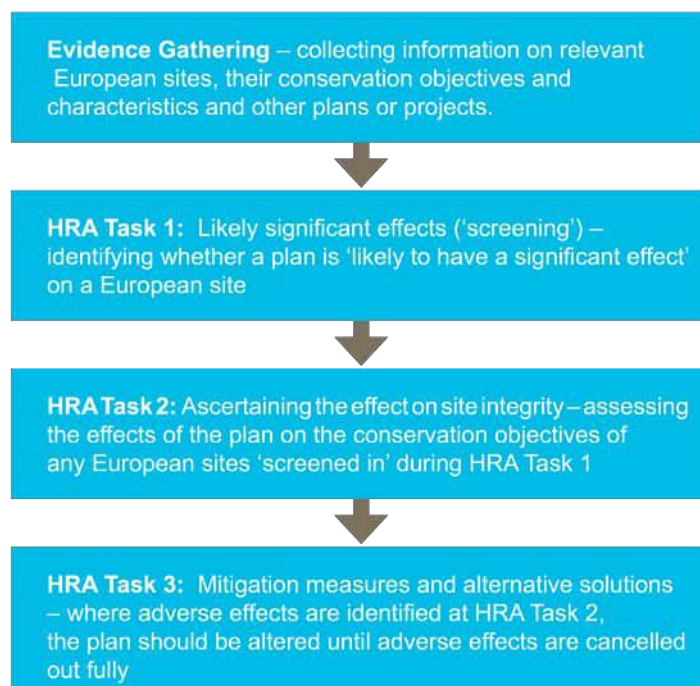 Evidence Gathering – collecting information on relevant
European sites, their conservation objectives and
characteristics and other plans or projects.
HRA Task 1: Likely significant effects (‘screening’) –
identifying whether a plan is ‘likely to have a significant effect’
on a European site
HRA Task 2: Ascertaining the effect on site integrity – assessing
the effects of the plan on the conservation objectives of
any European sites ‘screened in’ during HRA Task 1
HRA Task 3: Mitigation measures and alternative solutions
– where adverse effects are identified at HRA Task 2,
the plan should be altered until adverse effects are cancelled
out fully